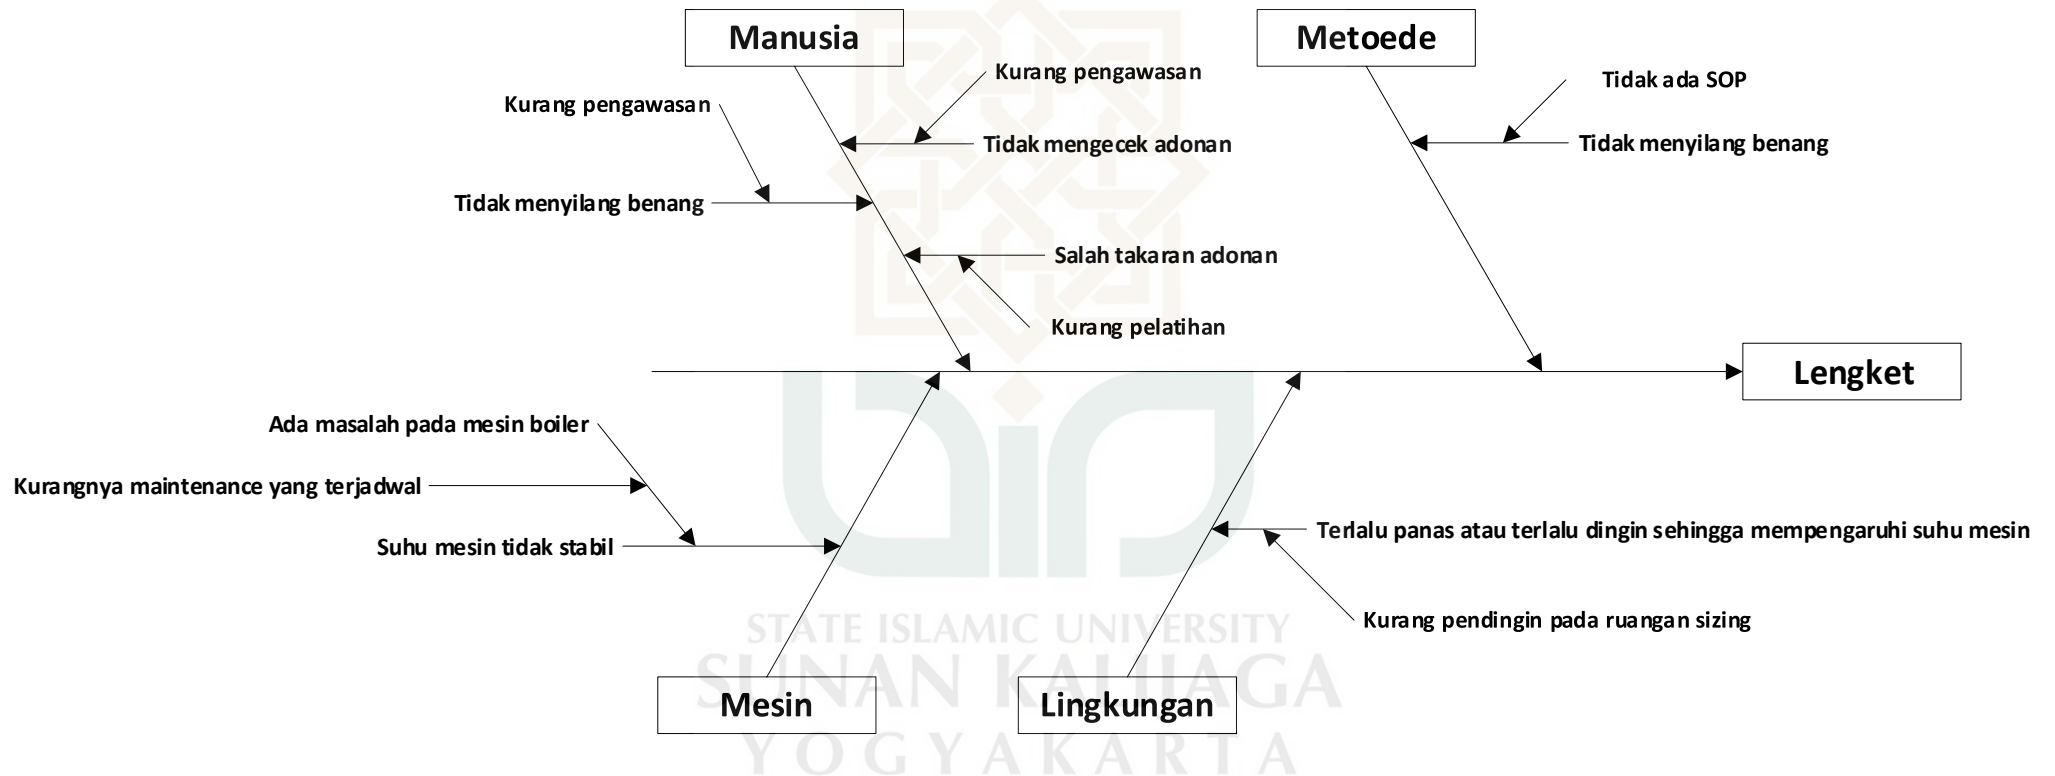 Manusia
Metoede
Kurang pengawasan
Tidak ada SOP
Kurang pengawasan
Tidak mengecek adonan
Tidak menyilang benang
Tidak menyilang benang
Salah takaran adonan
Kurang pelatihan
Lengket
Ada masalah pada mesin boiler
Kurangnya maintenance yang terjadwal
Suhu mesin tidak stabil
Terlalu panas atau terlalu dingin sehingga mempengaruhi suhu mesin
Kurang pendingin pada ruangan sizing
STATE ISLAMIC UNIVERSITY
SUNAN KALIJAGA
Mesin
Lingkungan
YOGYAKARTA